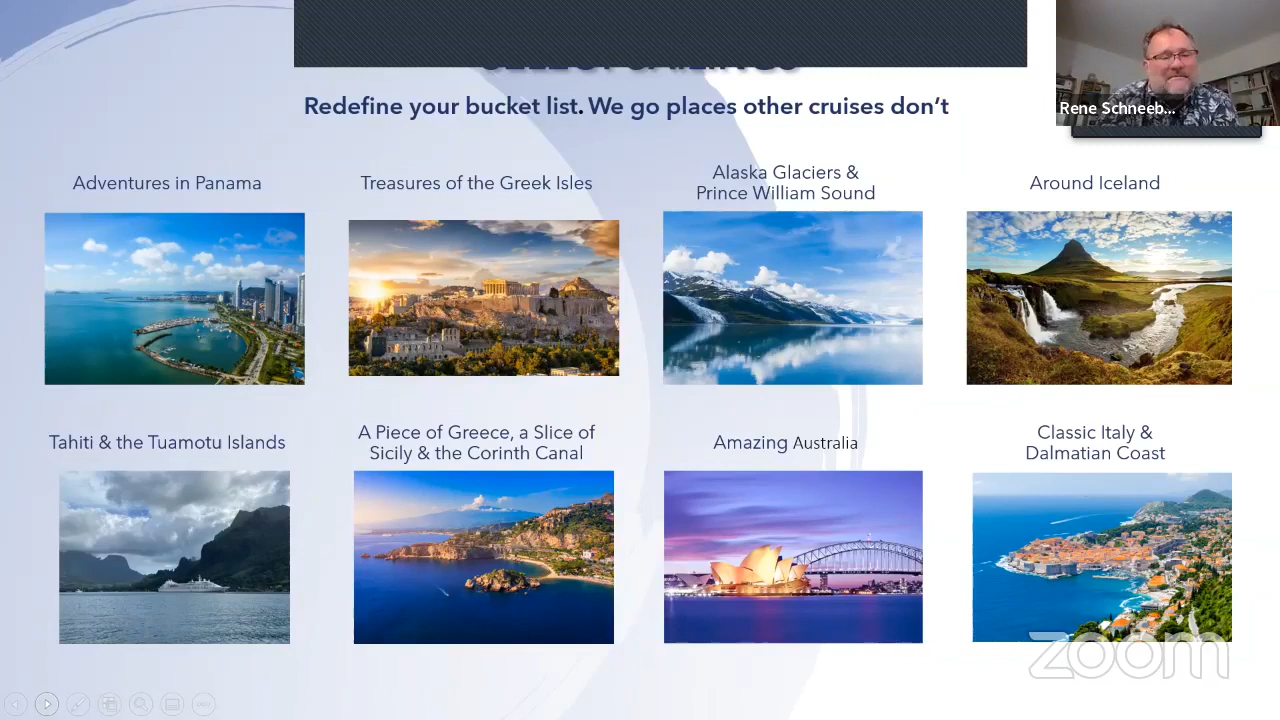 Redefine your bucket list. We go places other cruises don’t
Rene Schneeb...
Adventures in Panama
Treasures of the Greek Isles
Alaska Glaciers &
Prince William Sound
Around Iceland
Tahiti & the Tuamotu Islands
A Piece of Greece, a Slice of
Sicily & the Corinth Canal
Amazing Australia
Classic Italy &
Dalmatian Coast
zoom